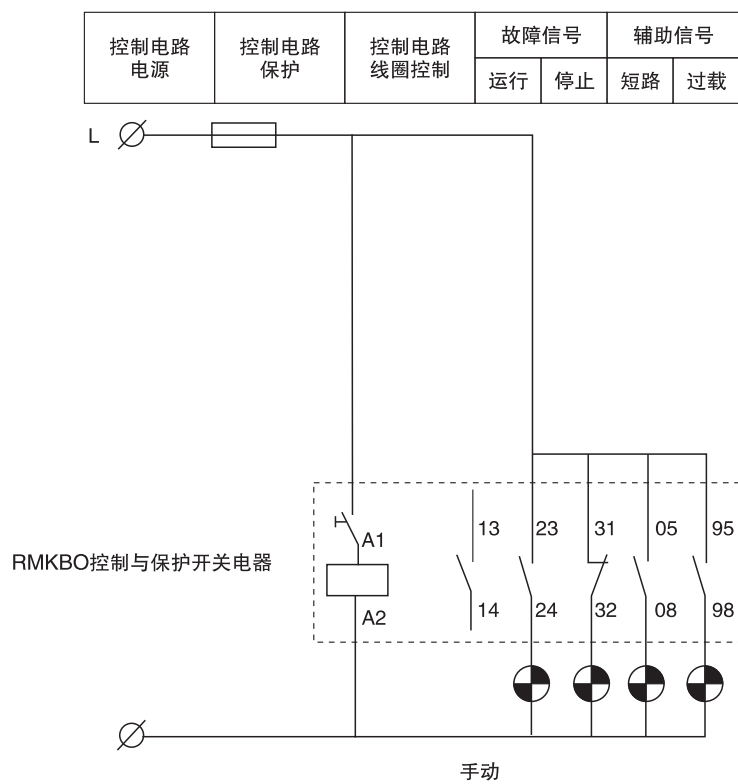 控制电路
电源
控制电路
保护
控制电路
线圈控制
故障信号
辅助信号
运行
停止
短路
过载
L
13
23
31
05
95
A1
RMKBO控制与保护开关电器
A2
14
24
32
08
98
手动